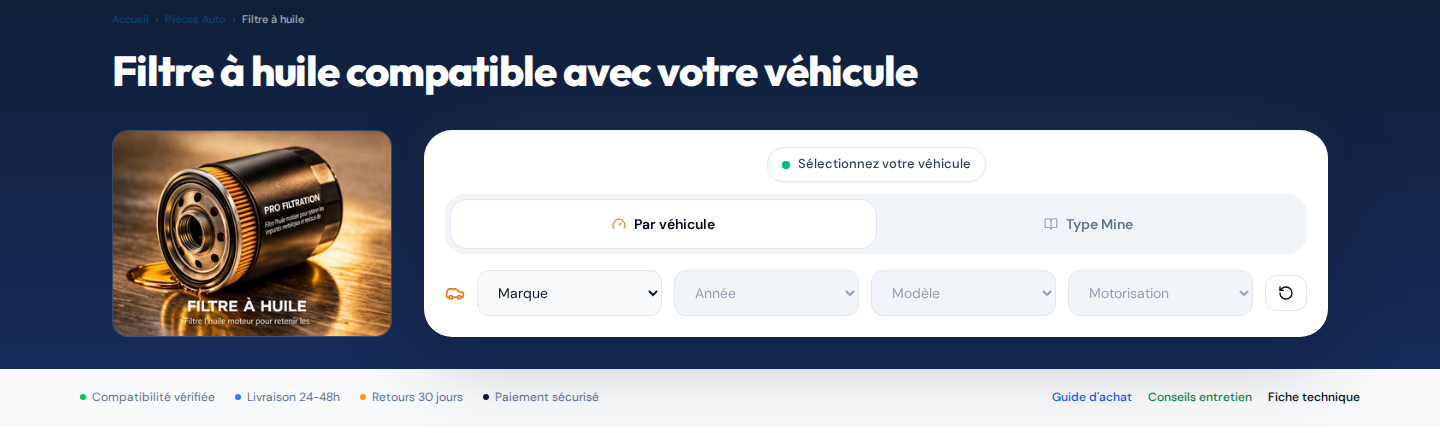 Accueil › Pièces Auto › Filtre à huile
Filtre à huile compatible avec votre véhicule
PRO FILTRATION
FILTRE À HUILE
Filtre l'huile moteur pour retenir les
Sélectionnez votre véhicule
Par véhicule
Type Mine
Marque
Année
Modèle
Motorisation
Compatibilité vérifiée
Livraison 24-48h
Retours 30 jours
Paiement sécurisé
Guide d'achat
Conseils entretien
Fiche technique